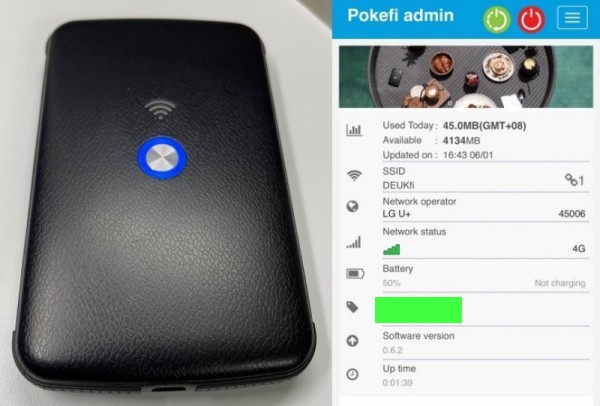 Pokefi admin
Used Today : 45.0MB(GMT+08)
Available : 4134MB
Updated on : 16:43 06/01
SSID
DEUKfi 1
Network operator
LG U+ 45006
Network status
4G
Battery
50% Not charging
Software version
0.6.2
Up time
0:01:39